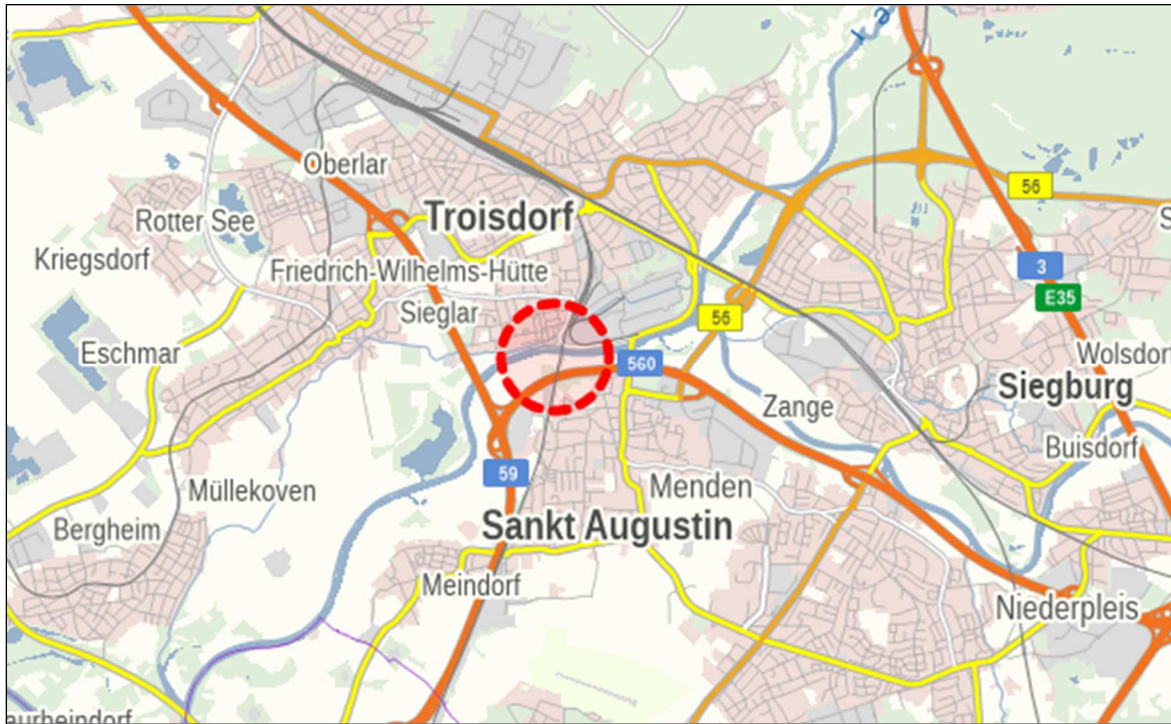 Oberlar
56
Rotter See
Troisdorf
Kriegsdorf
Friedrich-Wilhelms-Hütte
3
E35
Sieglar
56
Eschmar
560
Wolsdorf
Siegburg
Zange
Buisdorf
59
Müllekoven
Menden
Bergheim
Sankt Augustin
Meindorf
Niederpleis